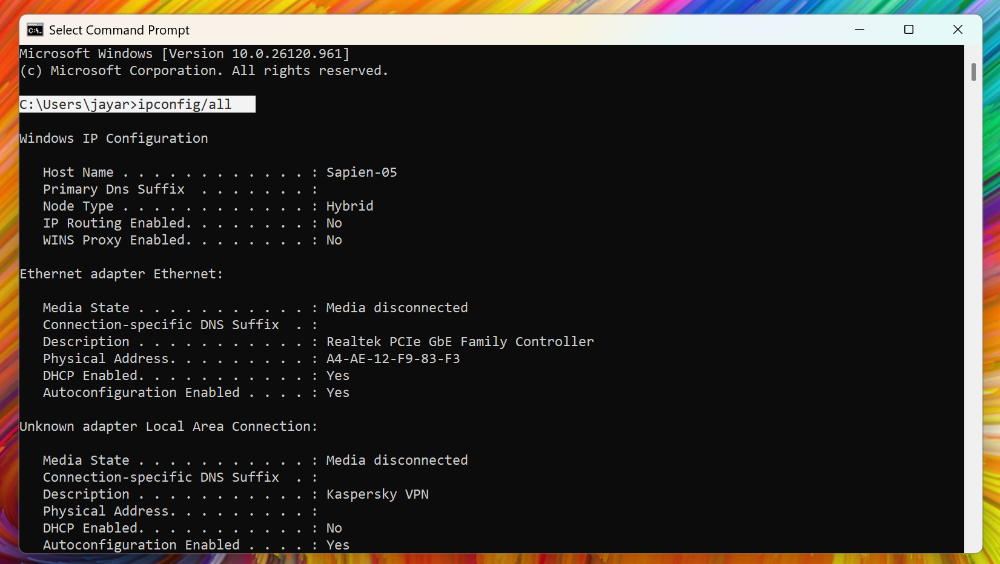 Select Command Prompt
Microsoft Windows [Version 10.0.26120.961]
(c) Microsoft Corporation. All rights reserved.
C:\Users\jayar>ipconfig/all
Windows IP Configuration
Host Name . . . . . . . . . . . . : Sapien-05
Primary Dns Suffix  . . . . . . . :
Node Type . . . . . . . . . . . . : Hybrid
IP Routing Enabled. . . . . . . . : No
WINS Proxy Enabled. . . . . . . . : No
Ethernet adapter Ethernet:
Media State . . . . . . . . . . . : Media disconnected
Connection-specific DNS Suffix  . :
Description . . . . . . . . . . . : Realtek PCIe GbE Family Controller
Physical Address. . . . . . . . . : A4-AE-12-F9-83-F3
DHCP Enabled. . . . . . . . . . . : Yes
Autoconfiguration Enabled . . . . : Yes
Unknown adapter Local Area Connection:
Media State . . . . . . . . . . . : Media disconnected
Connection-specific DNS Suffix  . :
Description . . . . . . . . . . . : Kaspersky VPN
Physical Address. . . . . . . . . :
DHCP Enabled. . . . . . . . . . . : No
Autoconfiguration Enabled . . . . : Yes